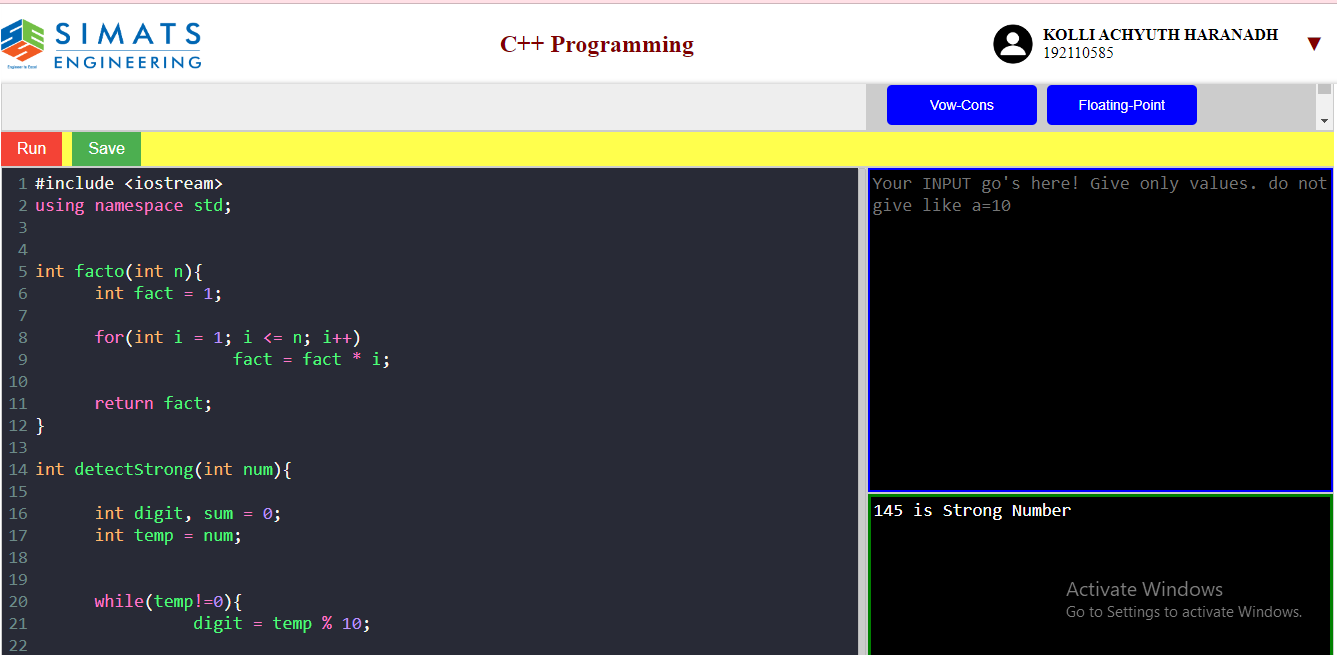 SIMATS
ENGINEERING
C++ Programming
KOLLI ACHYUTH HARANADH
192110585
▼
Vow-Cons
Floating-Point
Run
Save
1 #include <iostream>
2 using namespace std;
3
4
5 int facto(int n){
6 int fact = 1;
7
8 for(int i = 1; i <= n; i++)
9 fact = fact * i;
10
11 return fact;
12 }
13
14 int detectStrong(int num){
15
16 int digit, sum = 0;
17 int temp = num;
18
19
20 while(temp!=0){
21 digit = temp % 10;
22
Your INPUT go's here! Give only values. do not
give like a=10
145 is Strong Number
Activate Windows
Go to Settings to activate Windows.